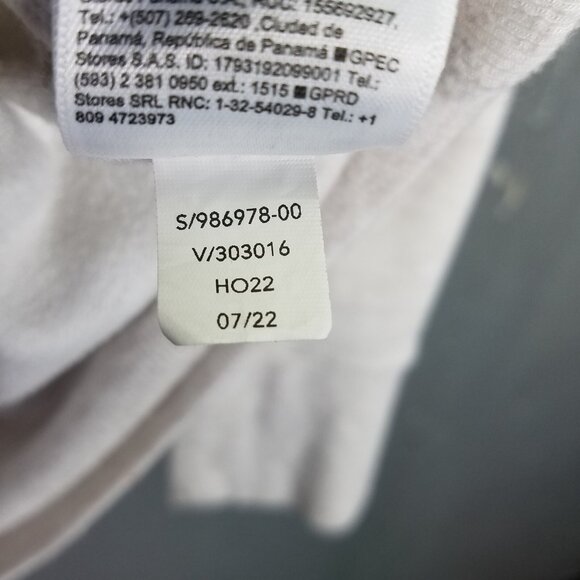 RUC: 155692927,
Tel.:+(507) 269-2620 ,Ciudad de
Panamá, República de Panamá ■GPEC
Stores S.A.S. ID: 1793192099001 Tel.:
(593) 2 381 0950 ext.: 1515 ■GPRD
Stores SRL RNC: 1-32-54029-8 Tel.: +1
809 4723973
S/986978-00
V/303016
HO22
07/22